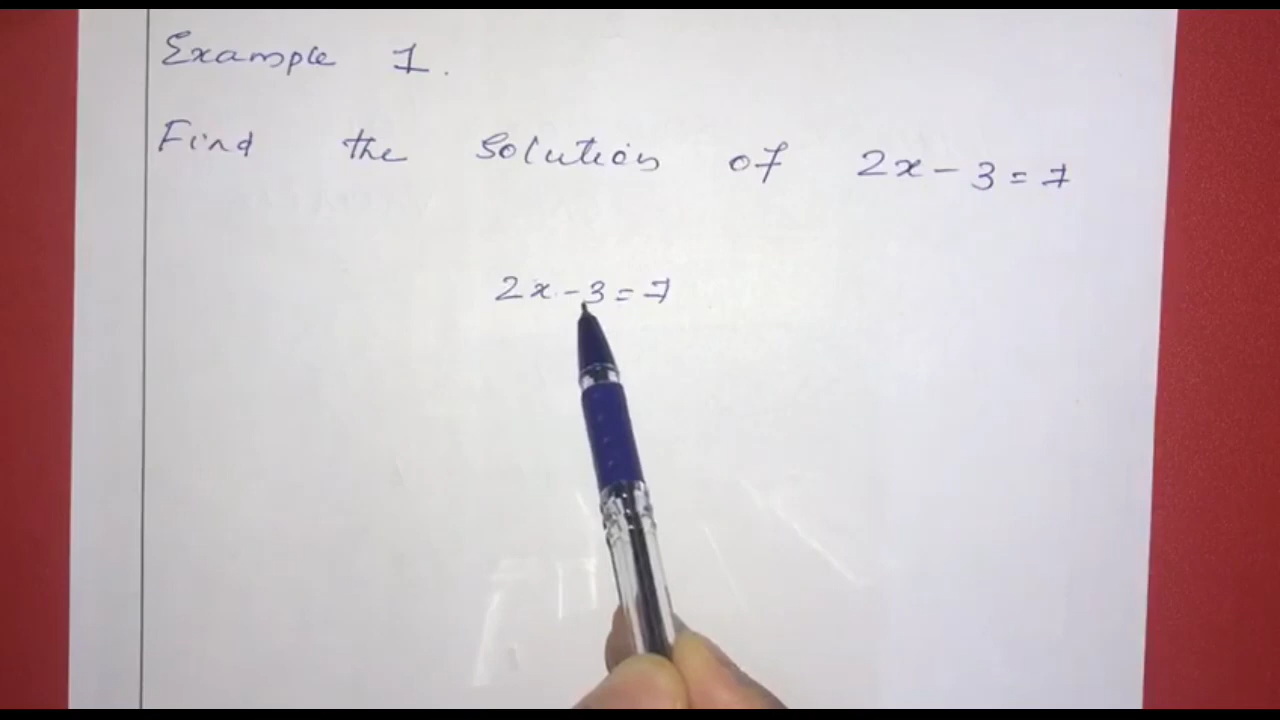 Example 1.
Find the solution of 2x - 3 = 7
2x - 3 = 7